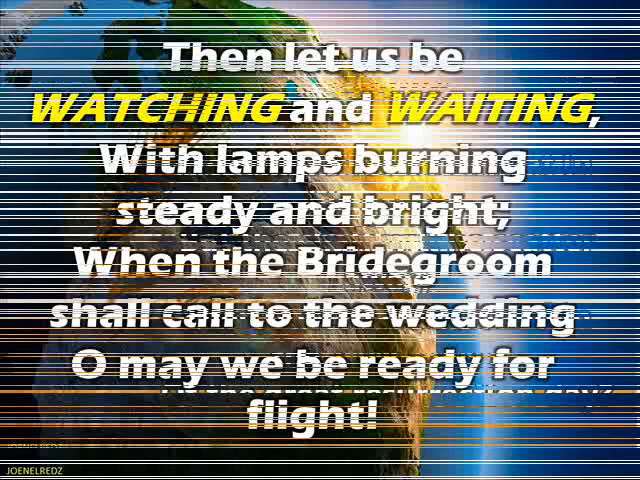 Then let us be
WATCHING and WAITING,
With lamps burning
steady and bright;
When the Bridegroom
shall call to the wedding
O may we be ready for
flight!
JOENELREDZ
JOENELREDZ